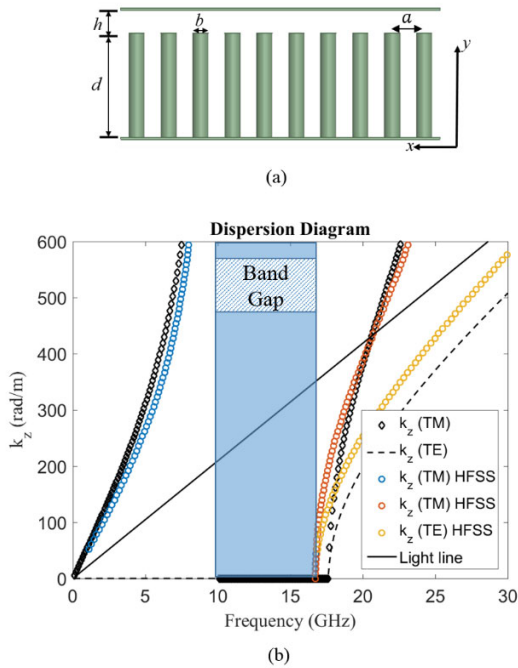 h
b
a
d
y
x
(a)
Dispersion Diagram
600
500
400
300
200
100
0
k_z (rad/m)
Band
Gap
k_z (TM)
k_z (TE)
k_z (TM) HFSS
k_z (TM) HFSS
k_z (TE) HFSS
Light line
0 5 10 15 20 25 30
Frequency (GHz)
(b)